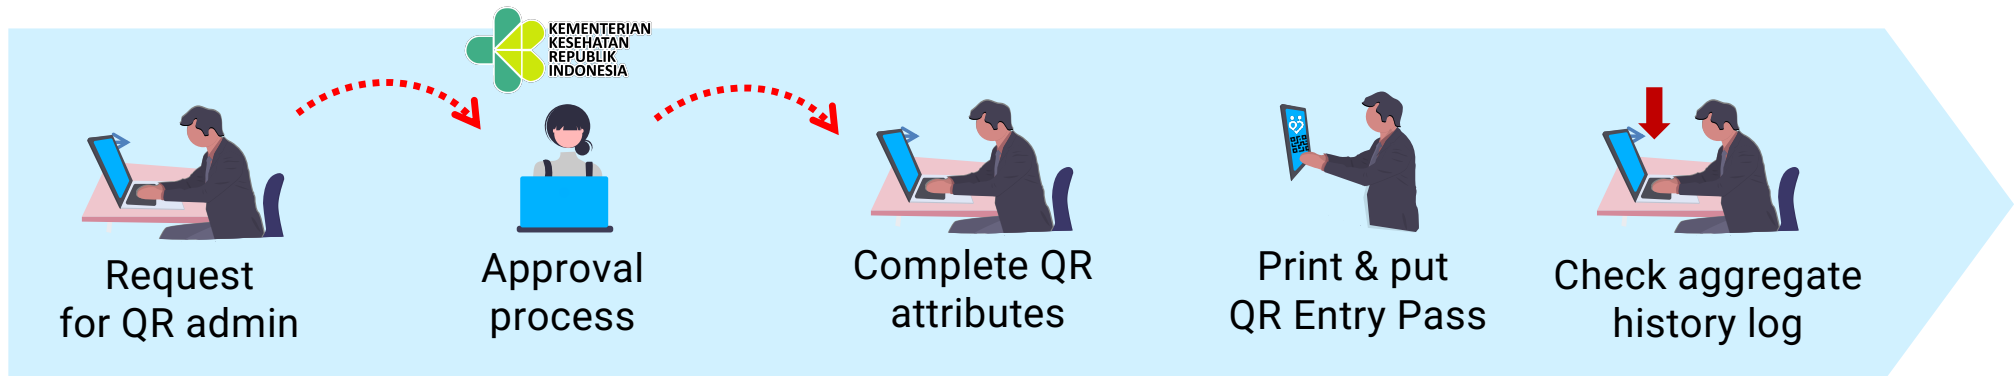 KEMENTERIAN
KESEHATAN
REPUBLIK
INDONESIA
Request
for QR admin
Approval
process
Complete QR
attributes
Print & put
QR Entry Pass
Check aggregate
history log